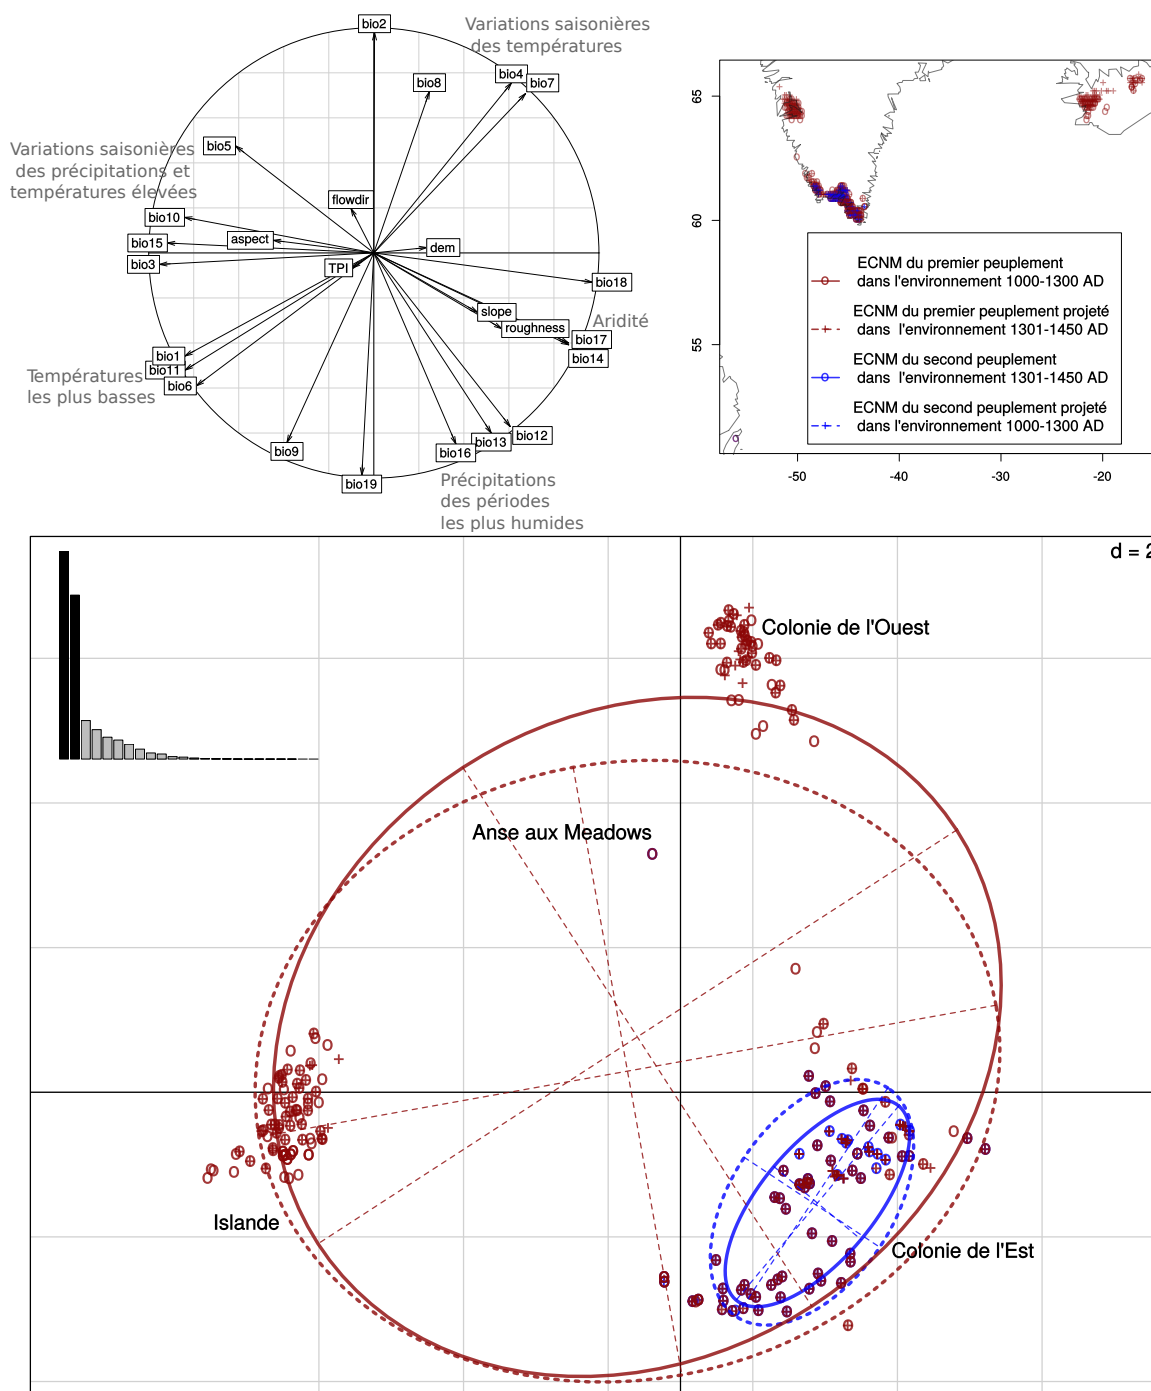 bio2
Variations saisonières
des températures
bio4
bio8
bio7
bio5
Variations saisonières
des précipitations et
températures élevées
flowdir
bio10
aspect
bio15
dem
bio3
TPI
bio18
slope
roughness
Aridité
bio17
bio1
bio14
bio11
Températures
les plus basses
bio6
bio12
bio13
bio9
bio16
bio19
Précipitations
des périodes
les plus humides
65
60
55
-50
-40
-30
-20
ECNM du premier peuplement
dans l'environnement 1000-1300 AD
ECNM du premier peuplement projeté
dans l'environnement 1301-1450 AD
ECNM du second peuplement
dans l'environnement 1301-1450 AD
ECNM du second peuplement projeté
dans l'environnement 1000-1300 AD
d = 2
Colonie de l'Ouest
Anse aux Meadows
Islande
Colonie de l'Est